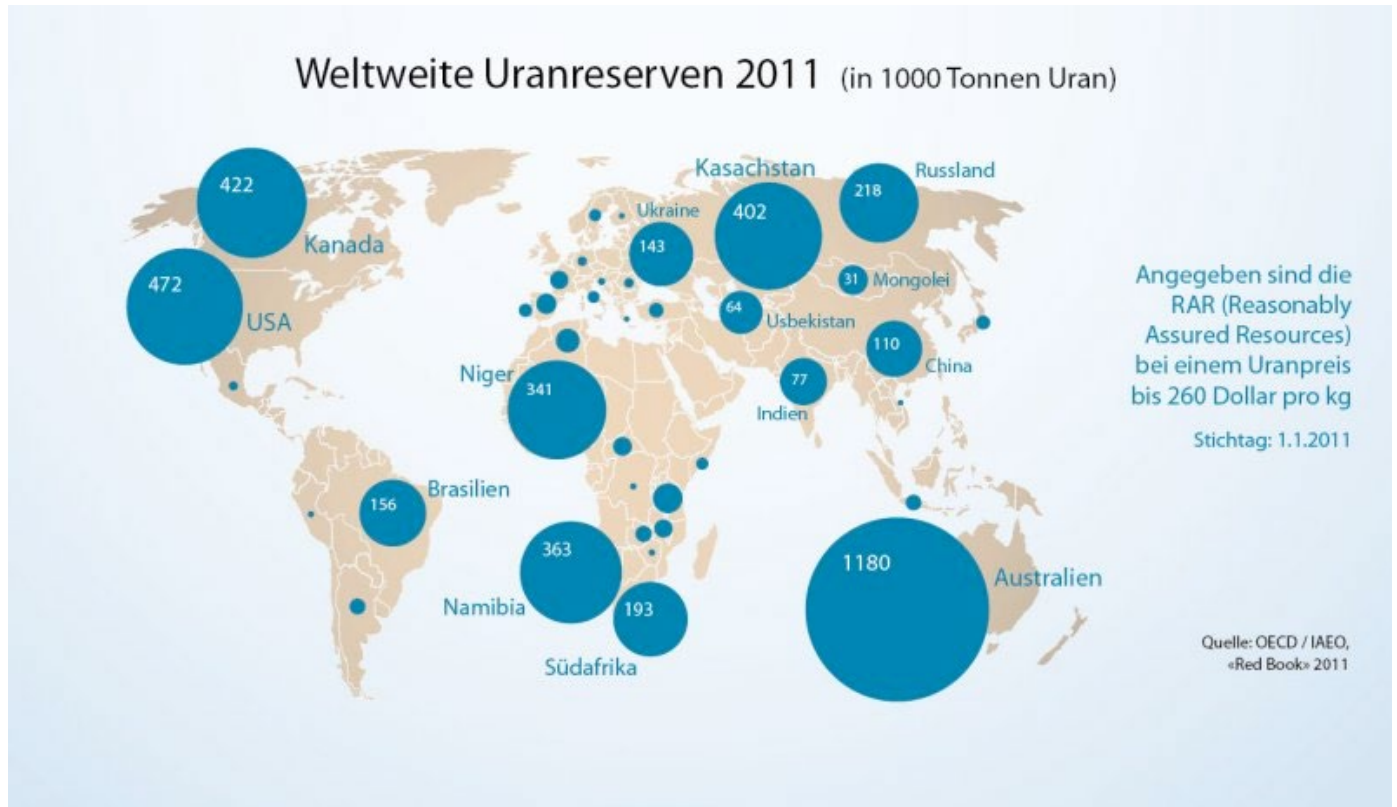 Weltweite Uranreserven 2011 (in 1000 Tonnen Uran)
422
Kanada
472
USA
Kasachstan
402
Russland
218
Ukraine
143
31 Mongolei
64
Usbekistan
110
China
77
Indien
Niger
341
Brasilien
156
363
Namibia
193
Südafrika
1180
Australien
Angegeben sind die
RAR (Reasonably
Assured Resources)
bei einem Uranpreis
bis 260 Dollar pro kg
Stichtag: 1.1.2011
Quelle: OECD / IAEO,
«Red Book» 2011